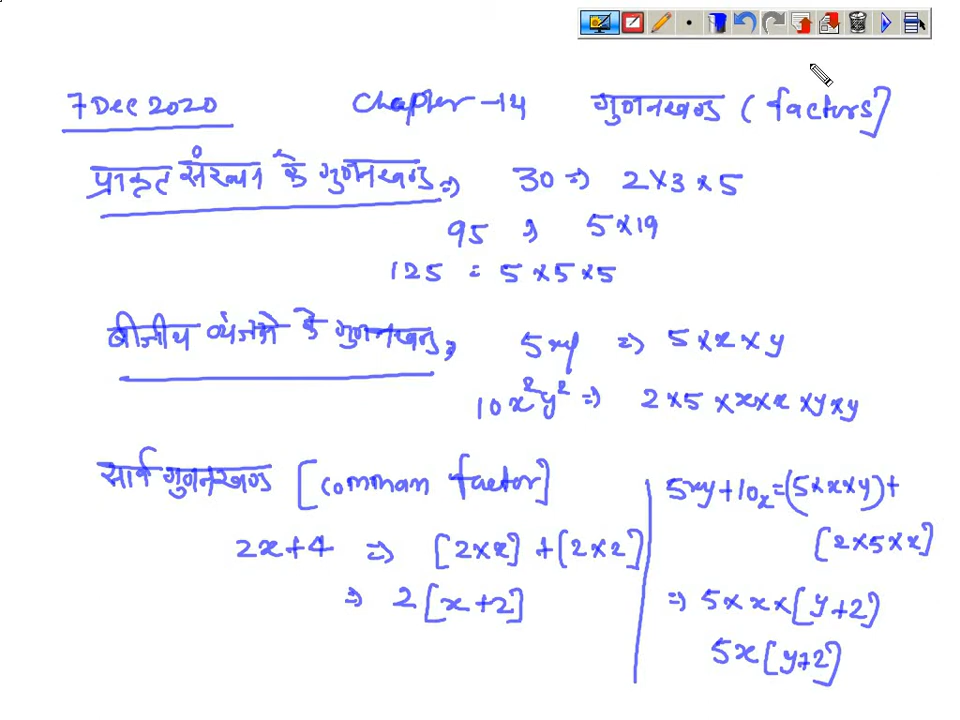 7 Dec 2020 Chapter -14 गुणनखण्ड ( factors ]
प्राकृत संख्या के गुणनखण्ड ⇒ 30 ⇒ 2 × 3 × 5
95 ⇒ 5 × 19
125 = 5 × 5 × 5
बीजीय व्यंजको के गुणनखण्ड, 5xy ⇒ 5 × x × y
10x²y² ⇒ 2 × 5 × x × x × y × y
सार्व गुणनखण्ड [ common factor ]
2x + 4 ⇒ [2 × x] + (2 × 2]
⇒ 2 [x + 2]
5xy + 10x = (5 × x × y) +
[2 × 5 × x]
⇒ 5 × x × [y + 2)
5x [y + 2]